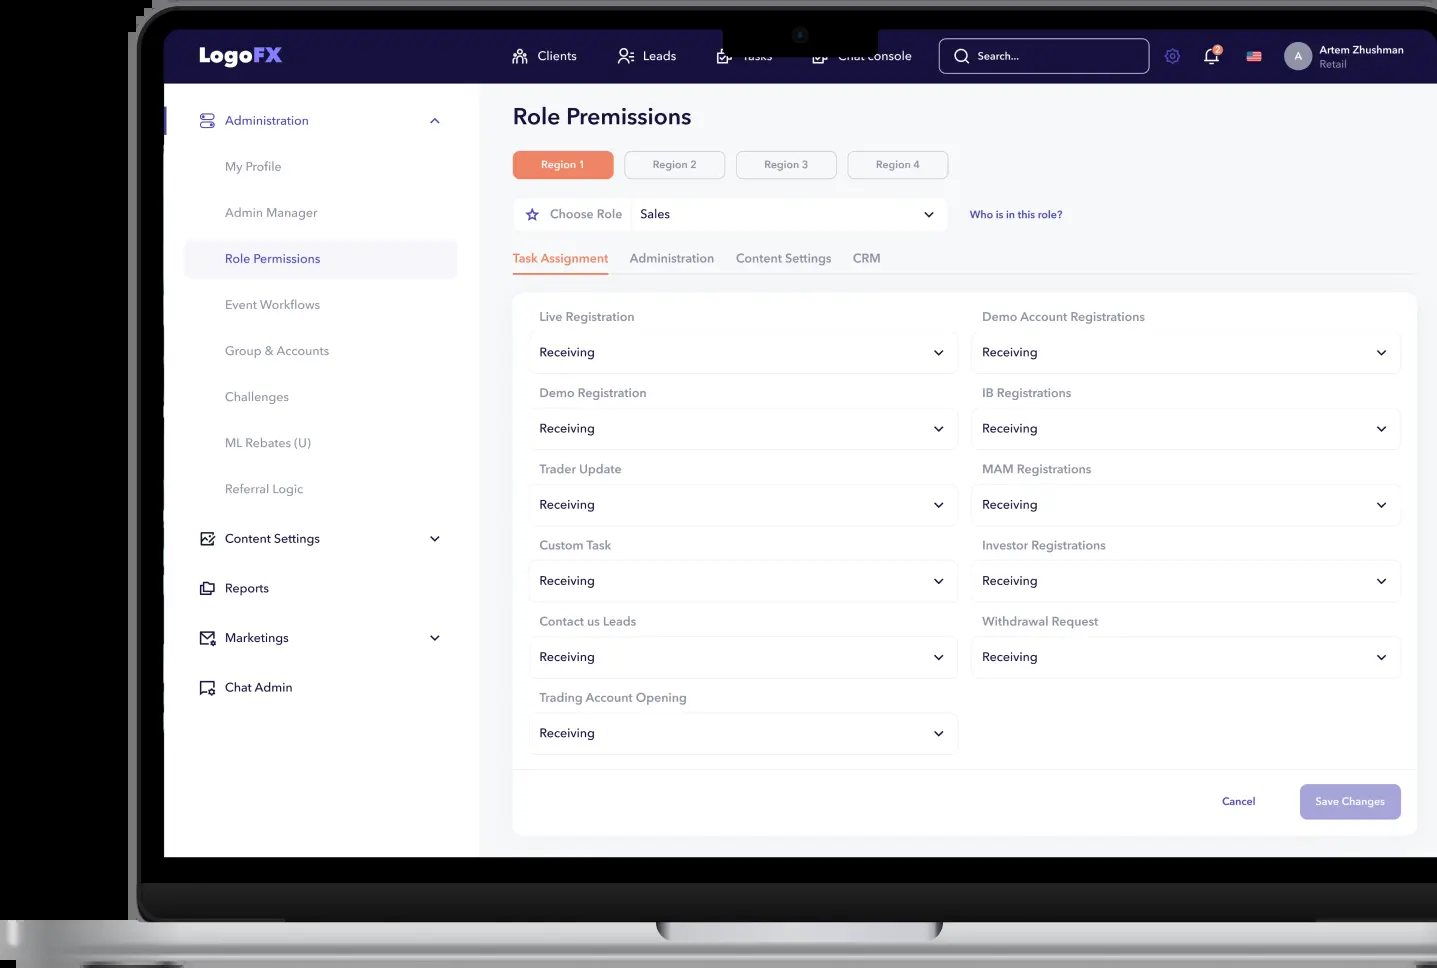 LogoFX
Clients
Leads
Tasks
Chat console
Search...
2
A
Artem Zhushman
Retail
Administration
My Profile
Admin Manager
Role Permissions
Event Workflows
Group & Accounts
Challenges
ML Rebates (U)
Referral Logic
Content Settings
Reports
Marketings
Chat Admin
Role Premissions
Region 1
Region 2
Region 3
Region 4
Choose Role
Sales
Who is in this role?
Task Assignment
Administration
Content Settings
CRM
Live Registration
Receiving
Demo Account Registrations
Receiving
Demo Registration
Receiving
IB Registrations
Receiving
Trader Update
Receiving
MAM Registrations
Receiving
Custom Task
Receiving
Investor Registrations
Receiving
Contact us Leads
Receiving
Withdrawal Request
Receiving
Trading Account Opening
Receiving
Cancel
Save Changes